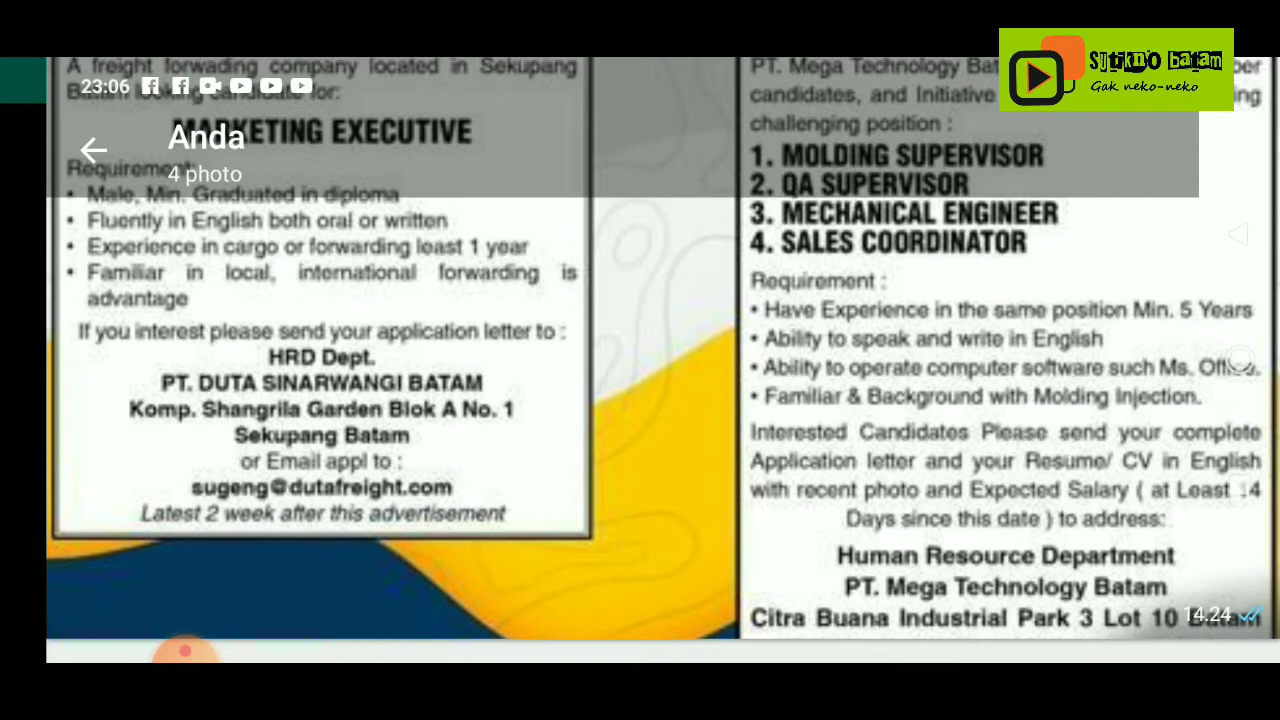 A freight forwading company located in Sekupang
Batam looking candidate for:
23:06
MARKETING EXECUTIVE
Anda
4 photo
Requirement:
• Male, Min. Graduated in diploma
• Fluently in English both oral or written
• Experience in cargo or forwarding least 1 year
• Familiar in local, international forwarding is
advantage
If you interest please send your application letter to :
HRD Dept.
PT. DUTA SINARWANGI BATAM
Komp. Shangrila Garden Blok A No. 1
Sekupang Batam
or Email appl to :
sugeng@dutafreight.com
Latest 2 week after this advertisement
Sutikno batam
Gak neko-neko
PT. Mega Technology
candidates, and Initiative
challenging position :
1. MOLDING SUPERVISOR
2. QA SUPERVISOR
3. MECHANICAL ENGINEER
4. SALES COORDINATOR
Requirement :
• Have Experience in the same position Min. 5 Years
• Ability to speak and write in English
• Ability to operate computer software such Ms. Office.
• Familiar & Background with Molding Injection.
Interested Candidates Please send your complete
Application letter and your Resume/ CV in English
with recent photo and Expected Salary ( at Least 14
Days since this date ) to address:
Human Resource Department
PT. Mega Technology Batam
Citra Buana Industrial Park 3 Lot 10 Batam
14.24